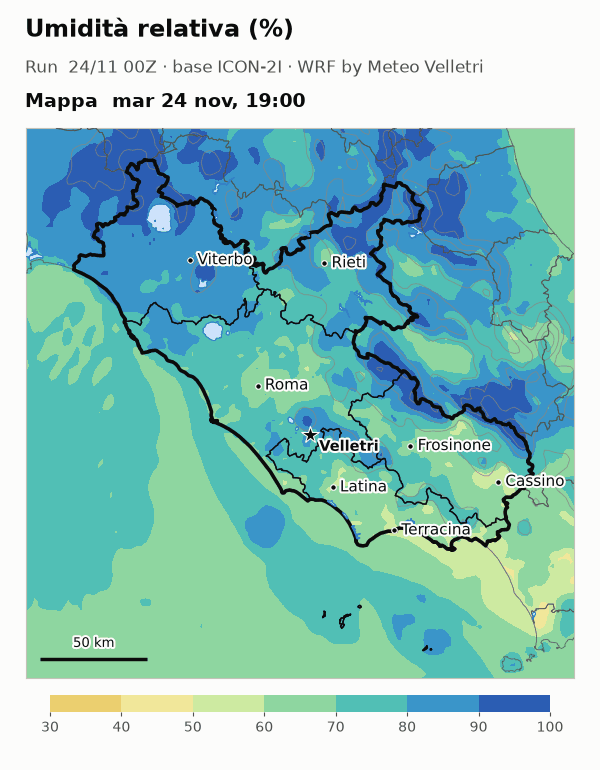 Umidità relativa (%)
Run 24/11 00Z · base ICON-2I · WRF by Meteo Velletri
Mappa mar 24 nov, 19:00
Viterbo
Rieti
Roma
Velletri
Frosinone
Latina
Cassino
Terracina
50 km
30 40 50 60 70 80 90 100